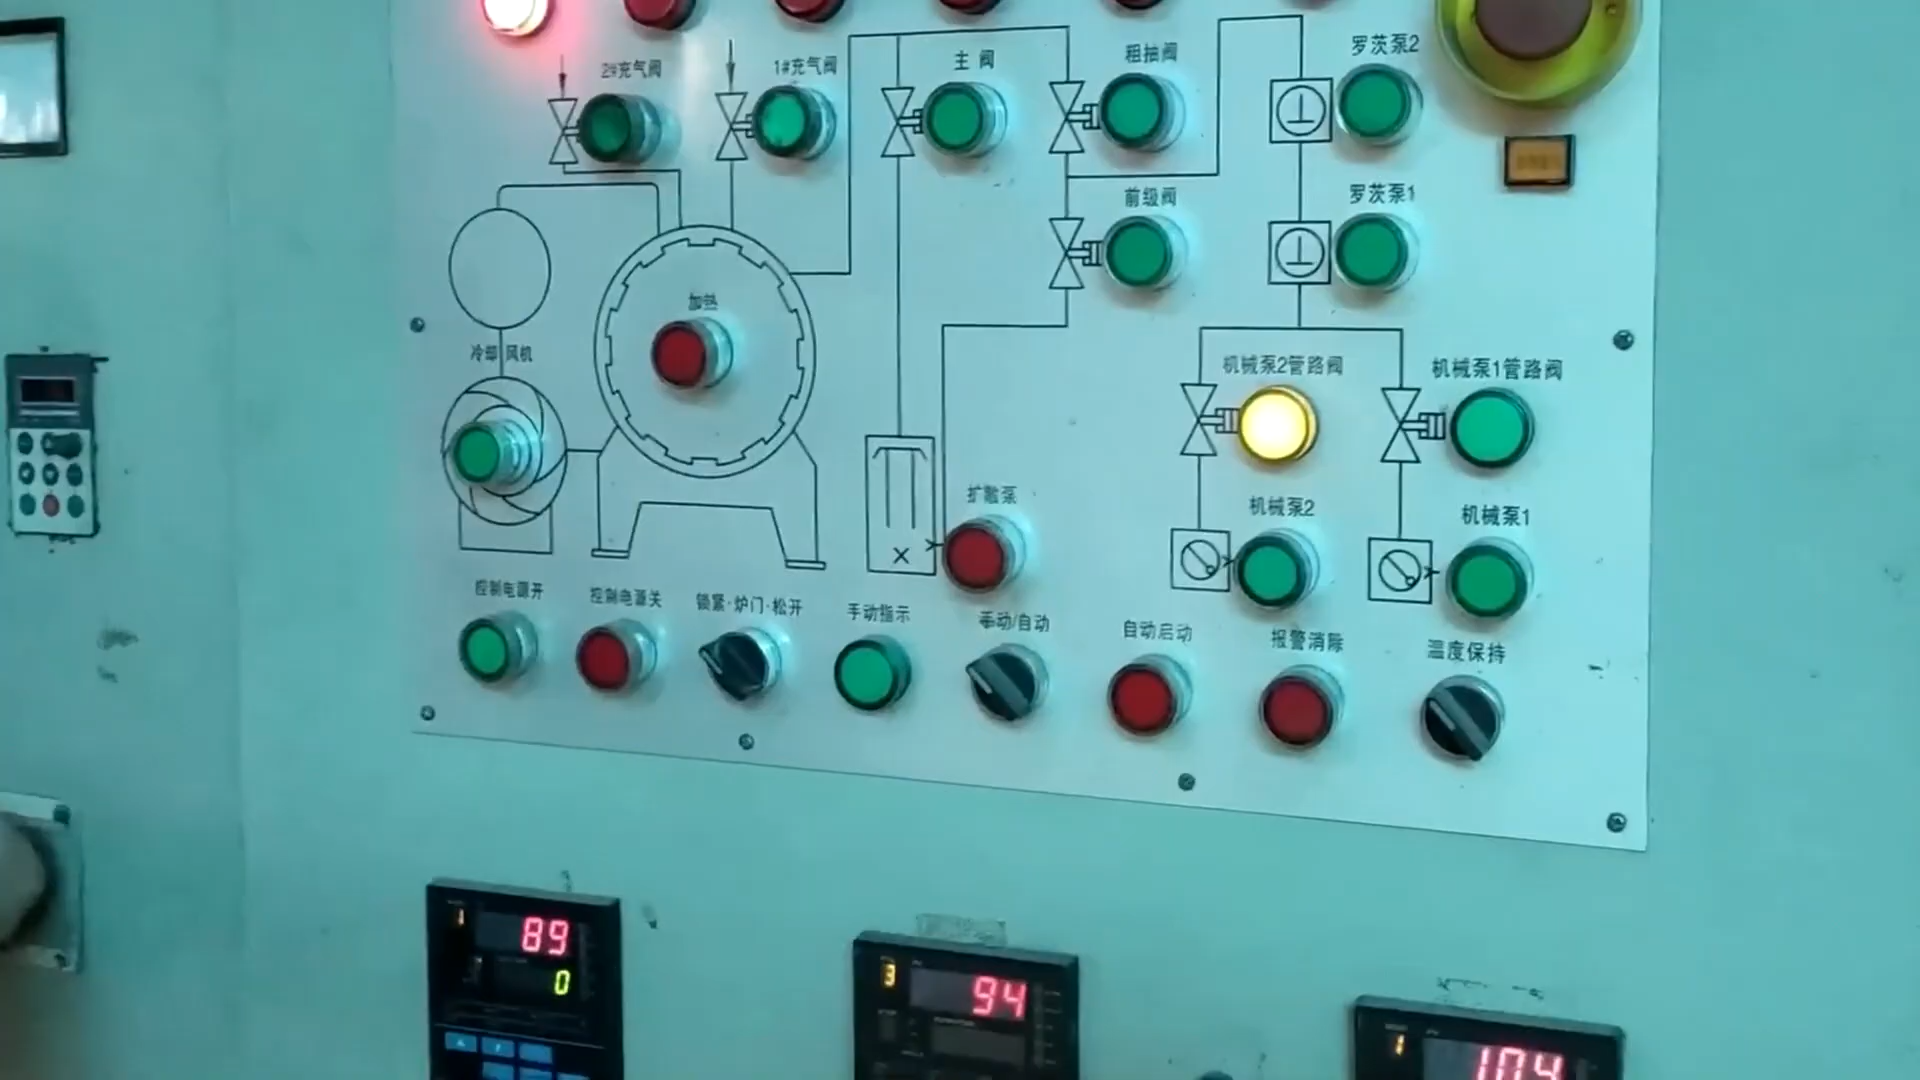 2#充气阀
1#充气阀
主 阀
粗抽阀
罗茨泵2
前级阀
罗茨泵1
加热
冷却风机
机械泵2管路阀
机械泵1管路阀
扩散泵
机械泵2
机械泵1
控制电源开
控制电源关
锁紧·炉门·松开
手动指示
手动/自动
自动启动
报警消除
温度保持
1
89
0
3
94
1
104